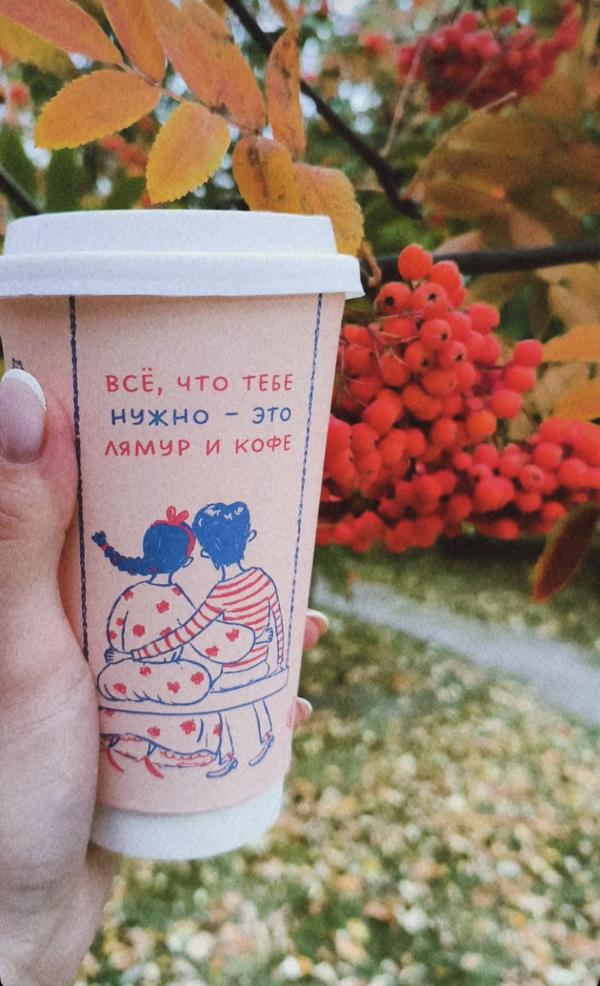 ВСЁ, ЧТО ТЕБЕ
НУЖНО – ЭТО
ЛЯМУР И КОФЕ